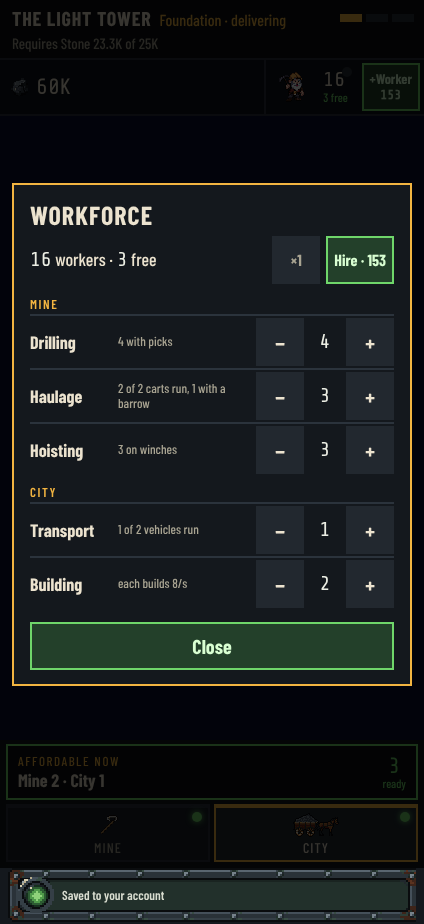 THE LIGHT TOWER Foundation · delivering
Requires Stone 23.3K of 25K
60K
16
3 free
+Worker
153
WORKFORCE
16 workers · 3 free
×1
Hire · 153
MINE
Drilling 4 with picks − 4 +
Haulage 2 of 2 carts run, 1 with a barrow − 3 +
Hoisting 3 on winches − 3 +
CITY
Transport 1 of 2 vehicles run − 1 +
Building each builds 8/s − 2 +
Close
AFFORDABLE NOW
Mine 2 · City 1
3
ready
MINE
CITY
Saved to your account